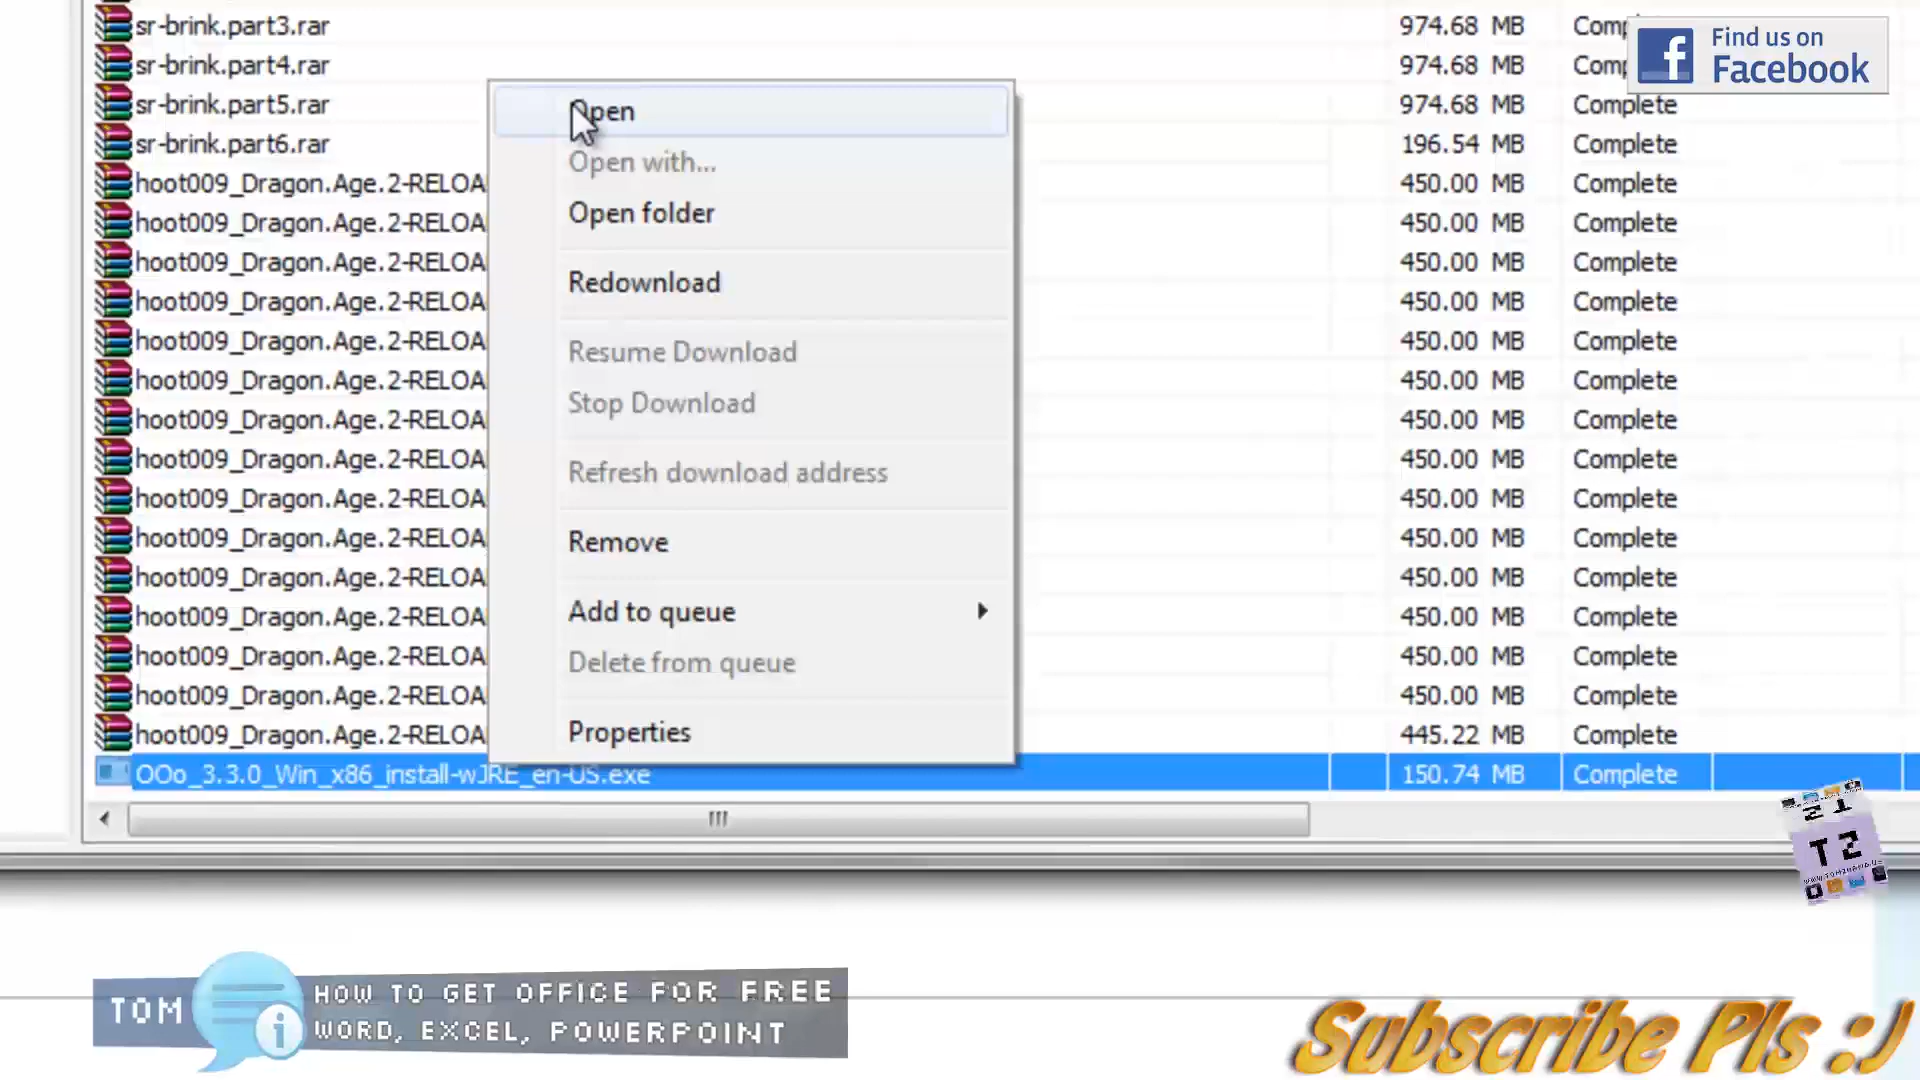 sr-brink.part3.rar 974.68 MB Comp
sr-brink.part4.rar 974.68 MB Comp
sr-brink.part5.rar 974.68 MB Complete
sr-brink.part6.rar 196.54 MB Complete
hoot009_Dragon.Age.2-RELOA 450.00 MB Complete
hoot009_Dragon.Age.2-RELOA 450.00 MB Complete
hoot009_Dragon.Age.2-RELOA 450.00 MB Complete
hoot009_Dragon.Age.2-RELOA 450.00 MB Complete
hoot009_Dragon.Age.2-RELOA 450.00 MB Complete
hoot009_Dragon.Age.2-RELOA 450.00 MB Complete
hoot009_Dragon.Age.2-RELOA 450.00 MB Complete
hoot009_Dragon.Age.2-RELOA 450.00 MB Complete
hoot009_Dragon.Age.2-RELOA 450.00 MB Complete
hoot009_Dragon.Age.2-RELOA 450.00 MB Complete
hoot009_Dragon.Age.2-RELOA 450.00 MB Complete
hoot009_Dragon.Age.2-RELOA 450.00 MB Complete
hoot009_Dragon.Age.2-RELOA 450.00 MB Complete
hoot009_Dragon.Age.2-RELOA 450.00 MB Complete
hoot009_Dragon.Age.2-RELOA 445.22 MB Complete
OOo_3.3.0_Win_x86_install-wJRE_en-US.exe 150.74 MB Complete
Open
Open with...
Open folder
Redownload
Resume Download
Stop Download
Refresh download address
Remove
Add to queue
Delete from queue
Properties
Find us on
Facebook
T2
TOM
HOW TO GET OFFICE FOR FREE
WORD, EXCEL, POWERPOINT
Subscribe Pls :)